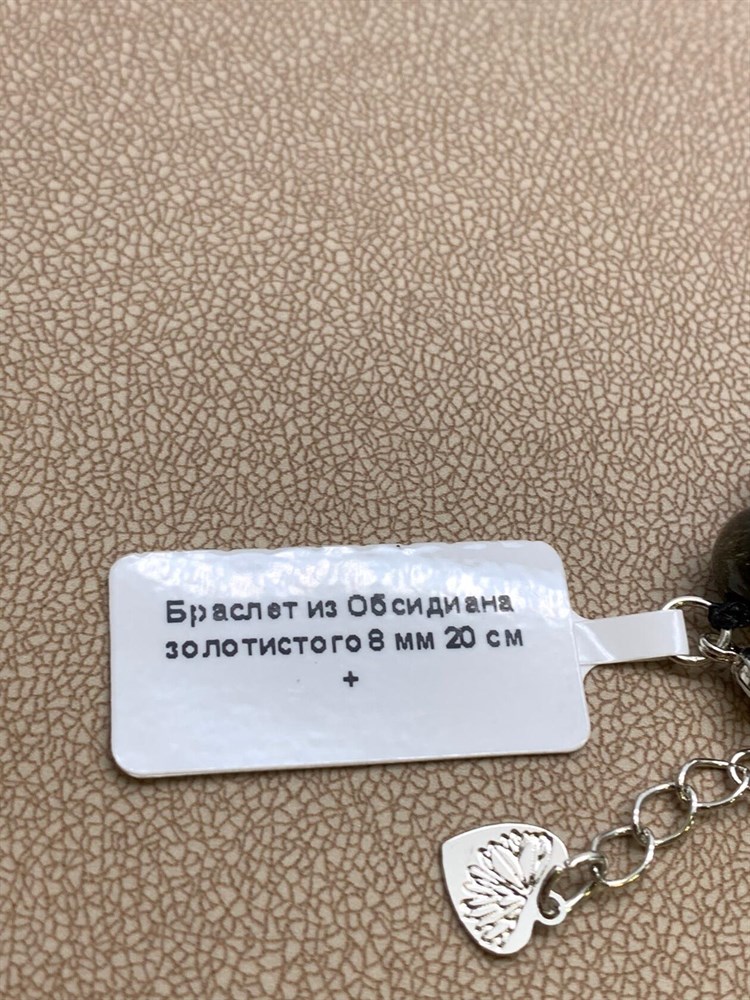 Браслет из Обсидиана
золотистого 8 мм 20 см
+